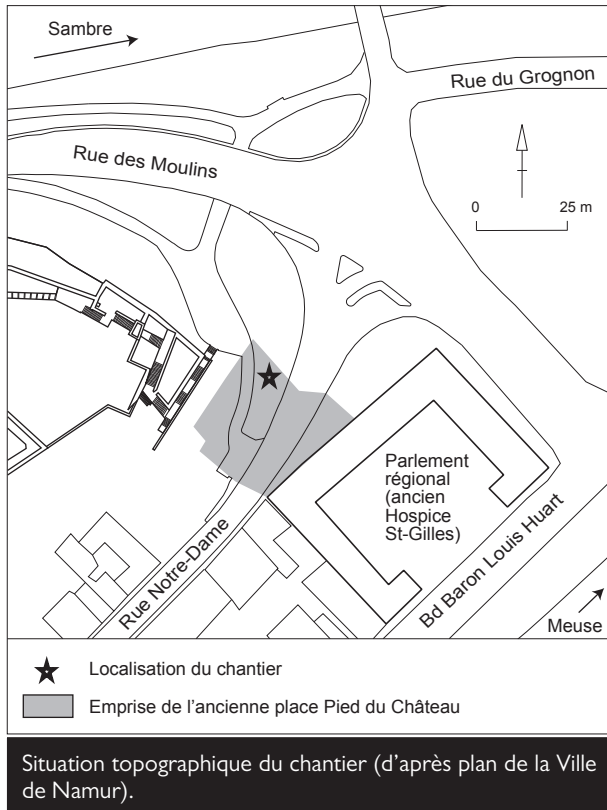 Sambre
Rue du Grognon
Rue des Moulins
0 25 m
Parlement
régional
(ancien
Hospice
St-Gilles)
Rue Notre-Dame
Bd Baron Louis Huart
Meuse
Localisation du chantier
Emprise de l'ancienne place Pied du Château
Situation topographique du chantier (d'après plan de la Ville
de Namur).